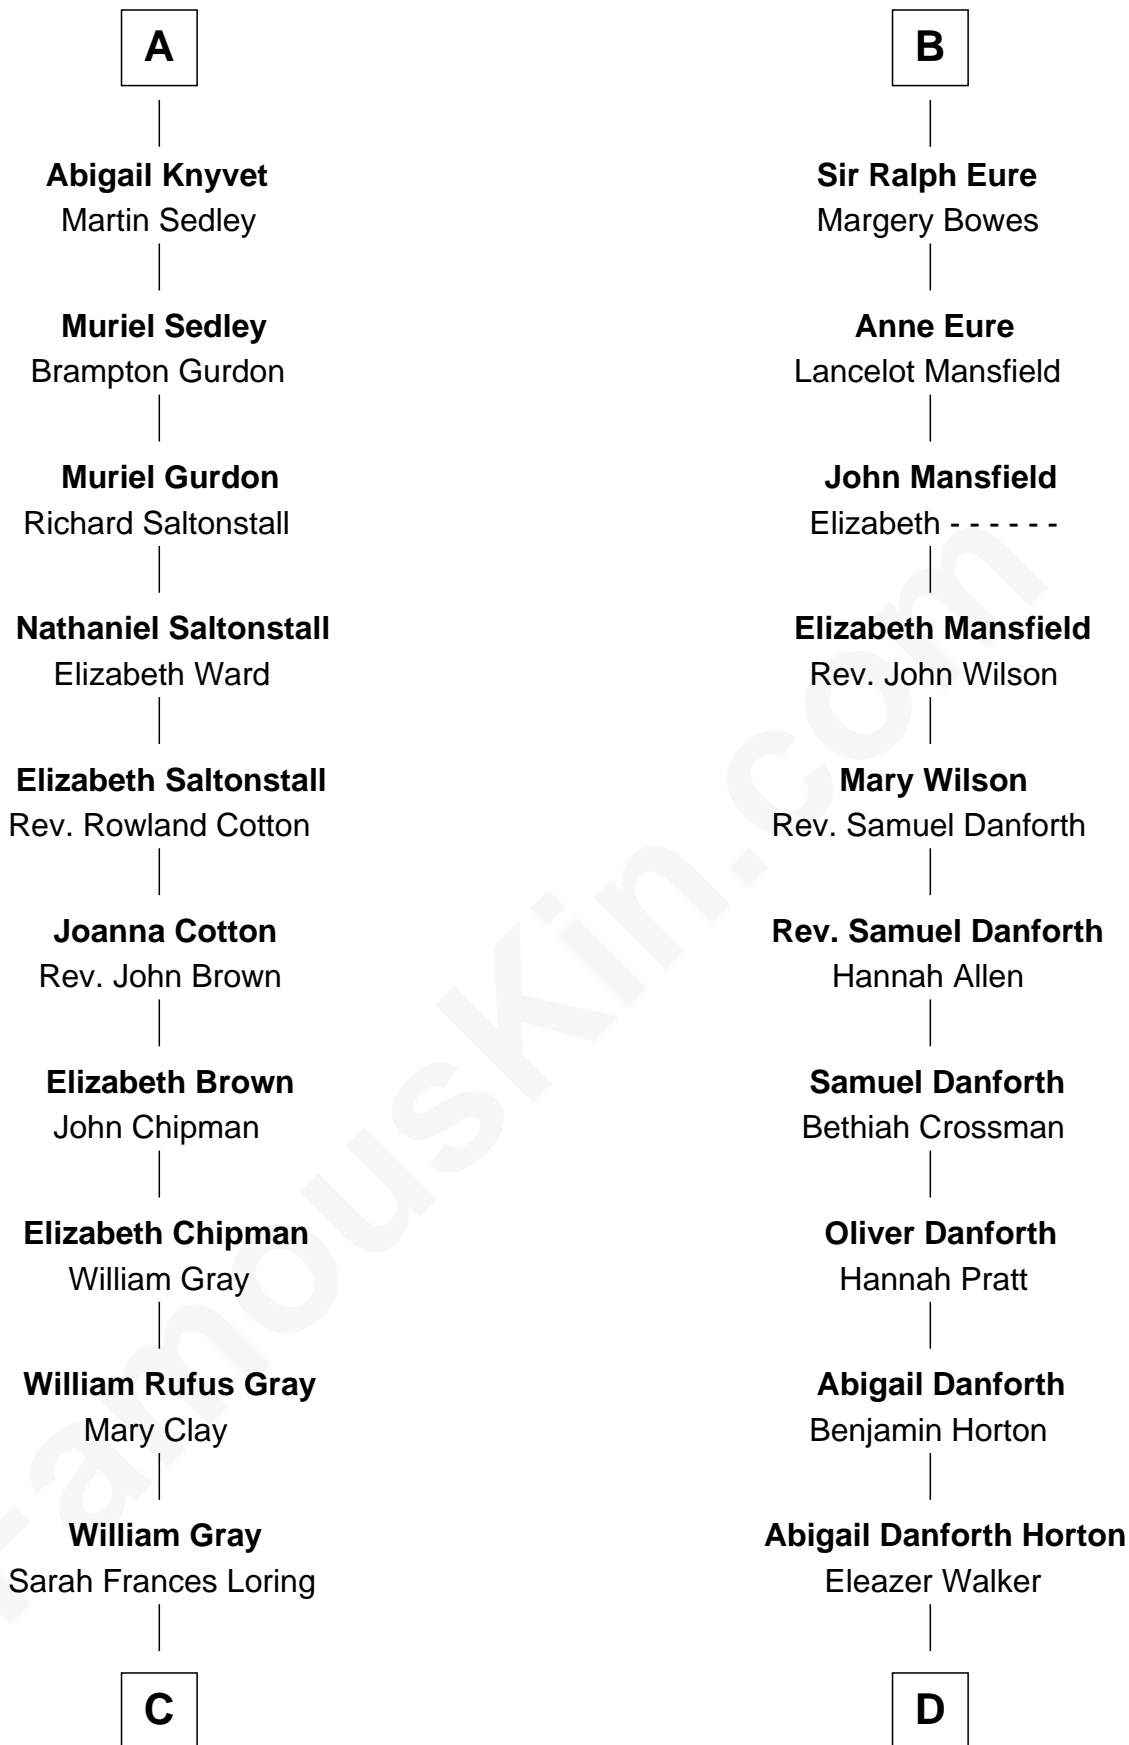 A
Abigail Knyvet
Martin Sedley
Muriel Sedley
Brampton Gurdon
Muriel Gurdon
Richard Saltonstall
Nathaniel Saltonstall
Elizabeth Ward
Elizabeth Saltonstall
Rev. Rowland Cotton
Joanna Cotton
Rev. John Brown
Elizabeth Brown
John Chipman
Elizabeth Chipman
William Gray
William Rufus Gray
Mary Clay
William Gray
Sarah Frances Loring
C
B
Sir Ralph Eure
Margery Bowes
Anne Eure
Lancelot Mansfield
John Mansfield
Elizabeth - - - - - -
Elizabeth Mansfield
Rev. John Wilson
Mary Wilson
Rev. Samuel Danforth
Rev. Samuel Danforth
Hannah Allen
Samuel Danforth
Bethiah Crossman
Oliver Danforth
Hannah Pratt
Abigail Danforth
Benjamin Horton
Abigail Danforth Horton
Eleazer Walker
D
FamousKin.com